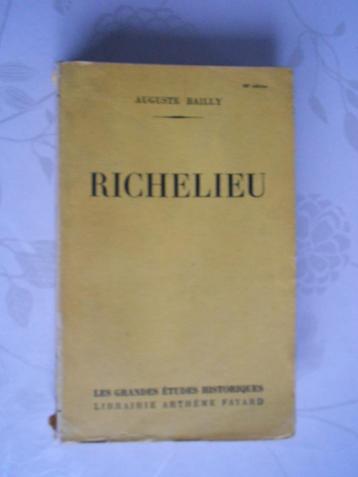 AUGUSTE BAILLY
RICHELIEU
LES GRANDES ÉTUDES HISTORIQUES
LIBRAIRIE ARTHÈME FAYARD